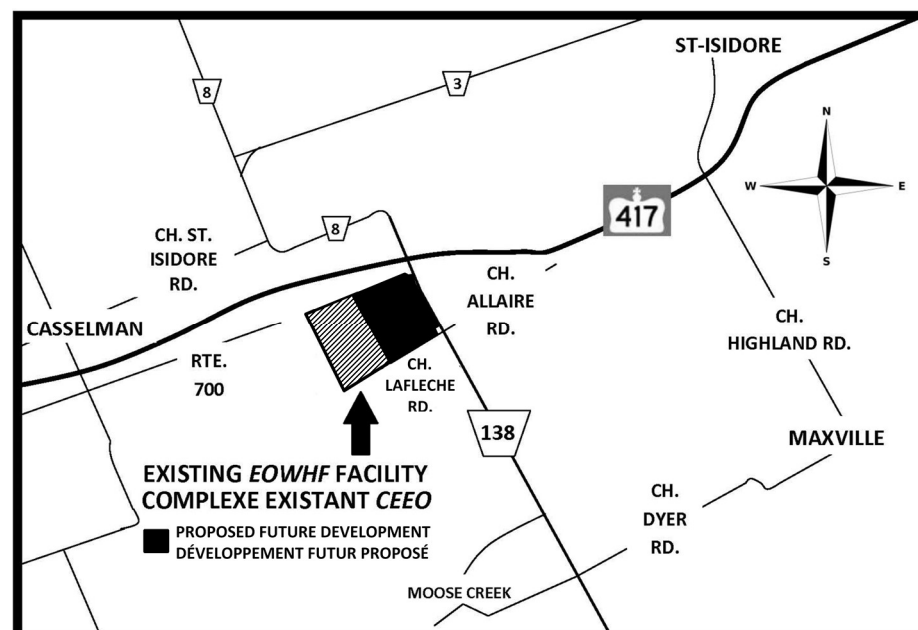 ST-ISIDORE
3
8
N
W
E
S
417
8
CH. ST.
ISIDORE
RD.
CH.
ALLAIRE
RD.
CASSELMAN
CH.
HIGHLAND RD.
RTE.
700
CH.
LAFLECHE
RD.
138
MAXVILLE
EXISTING EOWHF FACILITY
COMPLEXE EXISTANT CEEO
PROPOSED FUTURE DEVELOPMENT
DÉVELOPPEMENT FUTUR PROPOSÉ
CH.
DYER
RD.
MOOSE CREEK